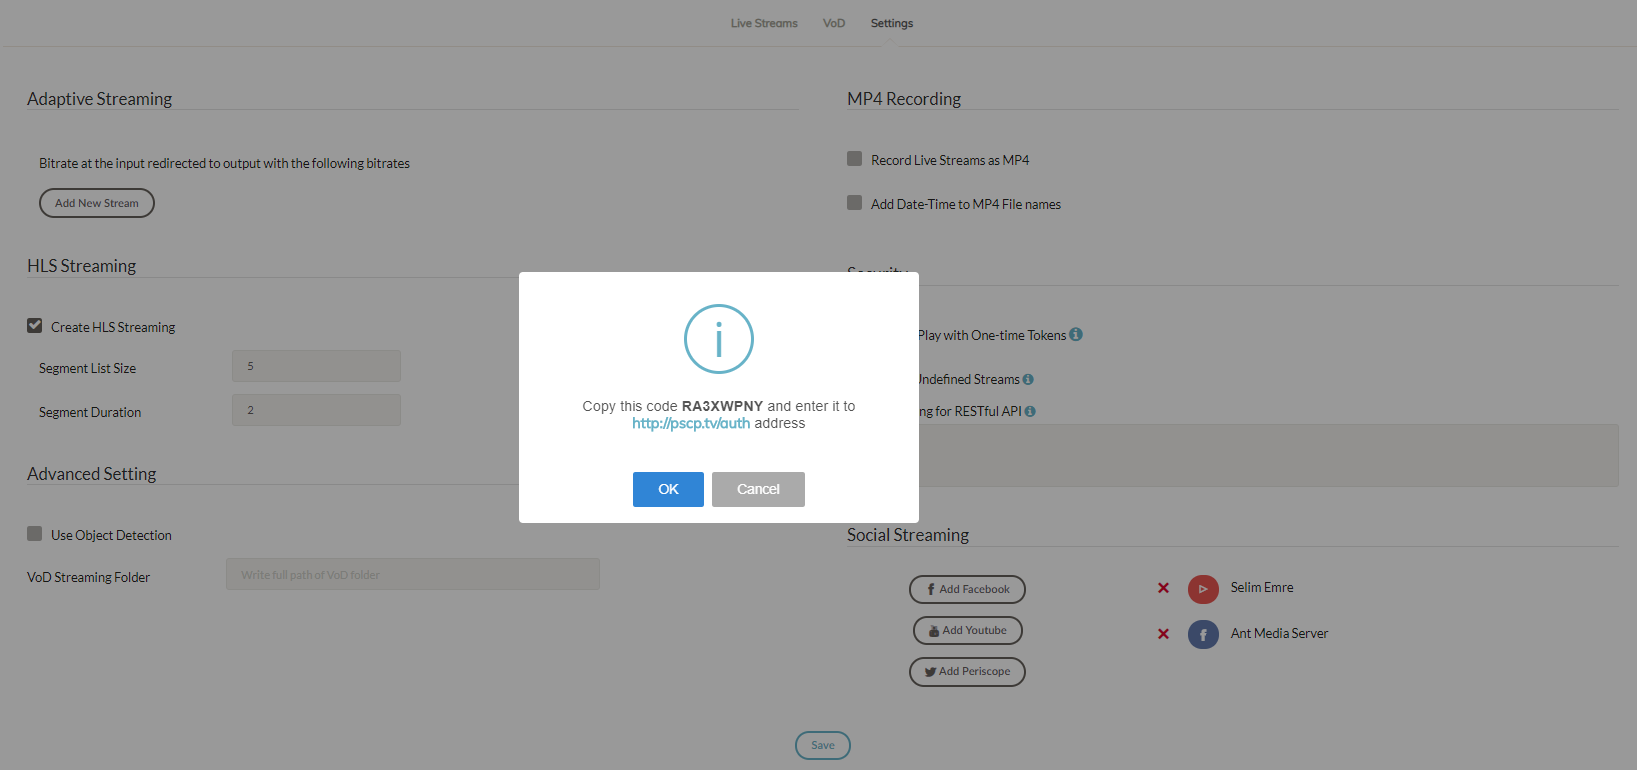 Live Streams VoD Settings
Adaptive Streaming
Bitrate at the input redirected to output with the following bitrates
Add New Stream
HLS Streaming
Create HLS Streaming
Segment List Size 5
Segment Duration 2
Advanced Setting
Use Object Detection
VoD Streaming Folder Write full path of VoD folder
MP4 Recording
Record Live Streams as MP4
Add Date-Time to MP4 File names
Security
Play with One-time Tokens
Undefined Streams
for RESTful API
Copy this code RA3XWPNY and enter it to
http://pscp.tv/auth address
OK Cancel
Social Streaming
Add Facebook
Add Youtube
Add Periscope
Selim Emre
Ant Media Server
Save